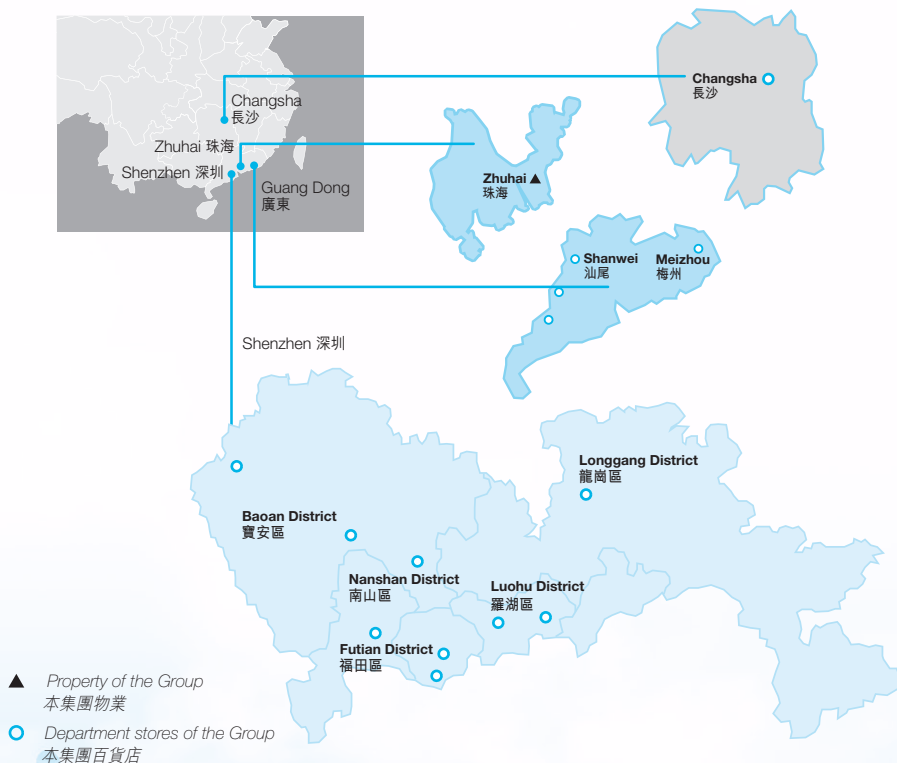 Changsha
長沙
Zhuhai 珠海
Shenzhen 深圳
Guang Dong
廣東
Changsha
長沙
Zhuhai
珠海
Shanwei
汕尾
Meizhou
梅州
Shenzhen 深圳
Longgang District
龍崗區
Baoan District
寶安區
Nanshan District
南山區
Luohu District
羅湖區
Futian District
福田區
Property of the Group
本集團物業
Department stores of the Group
本集團百貨店